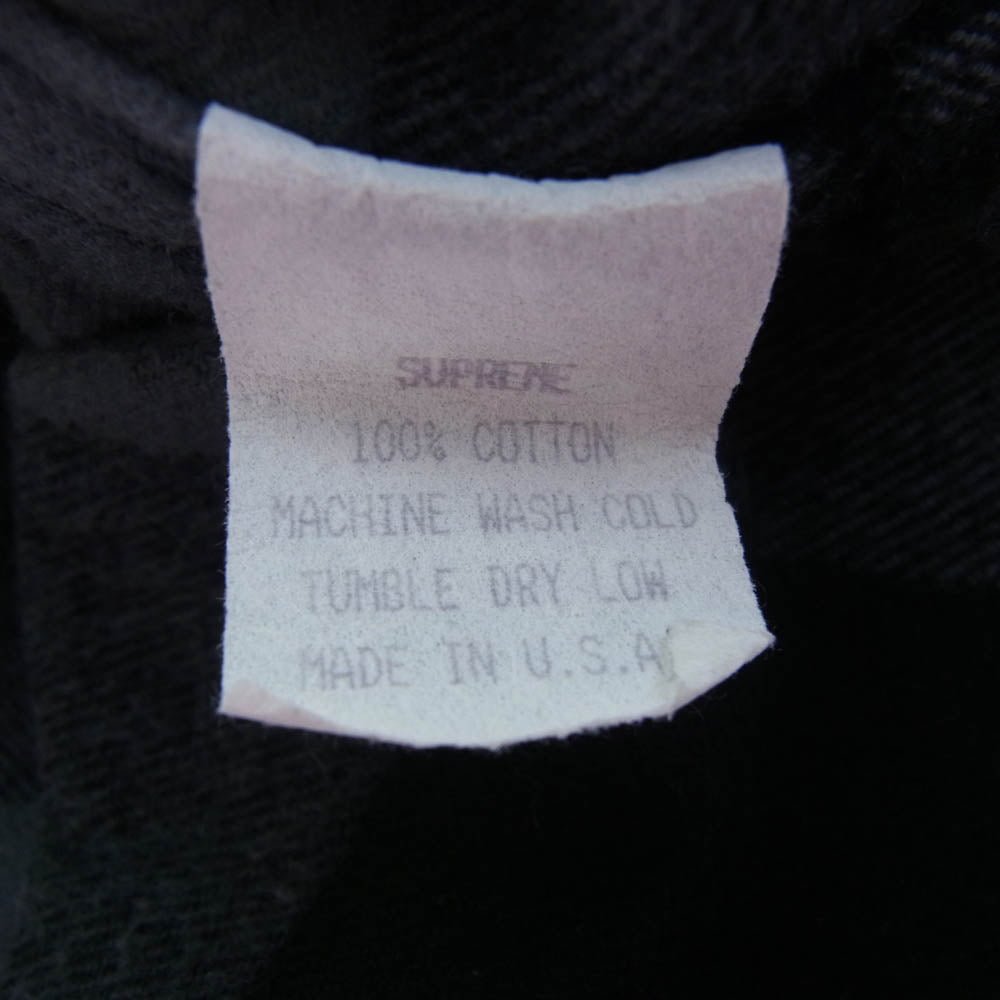 SUPREME
100% COTTON
MACHINE WASH COLD
TUMBLE DRY LOW
MADE IN U.S.A